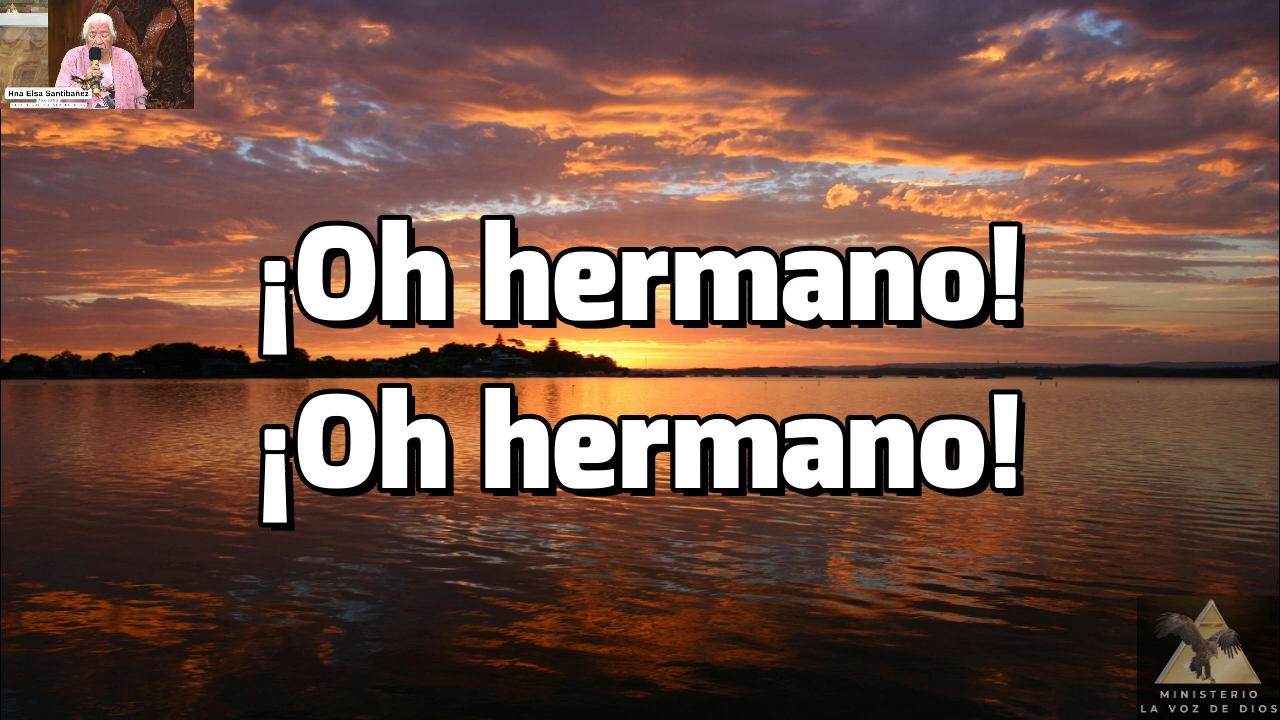 Hna Elsa Santibañez
¡Oh hermano!
¡Oh hermano!
MINISTERIO
LA VOZ DE DIOS